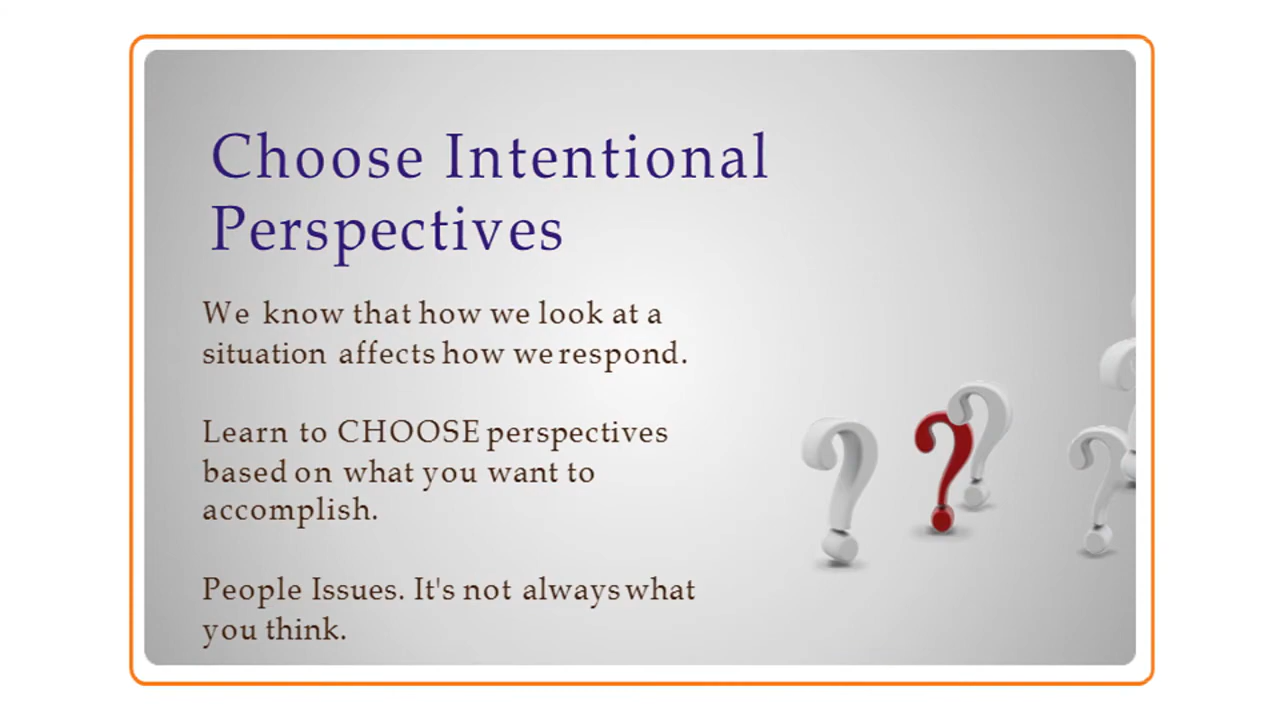 Choose Intentional
Perspectives
We know that how we look at a
situation affects how we respond.
Learn to CHOOSE perspectives
based on what you want to
accomplish.
People Issues. It's not always what
you think.